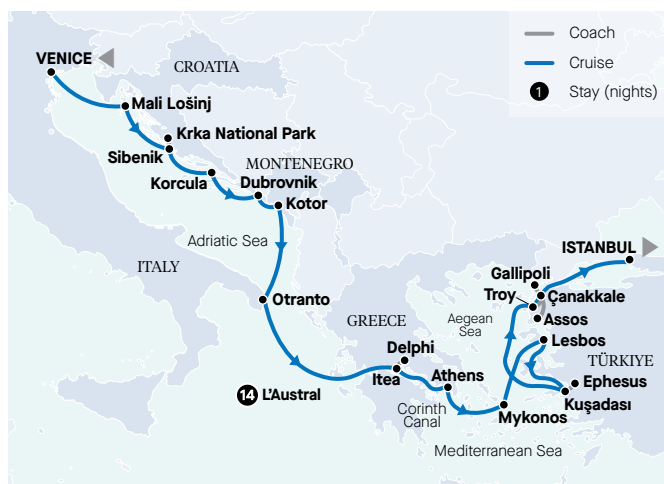 Coach
Cruise
1 Stay (nights)
VENICE
CROATIA
Mali Lošinj
Krka National Park
Sibenik
MONTENEGRO
Korcula
Dubrovnik
Kotor
Adriatic Sea
ISTANBUL
ITALY
Gallipoli
Troy
Çanakkale
Otranto
Assos
GREECE
Aegean
Sea
Lesbos
Delphi
TÜRKIYE
Itea
Athens
Ephesus
14 L'Austral
Kuşadası
Corinth
Canal
Mykonos
Mediterranean Sea